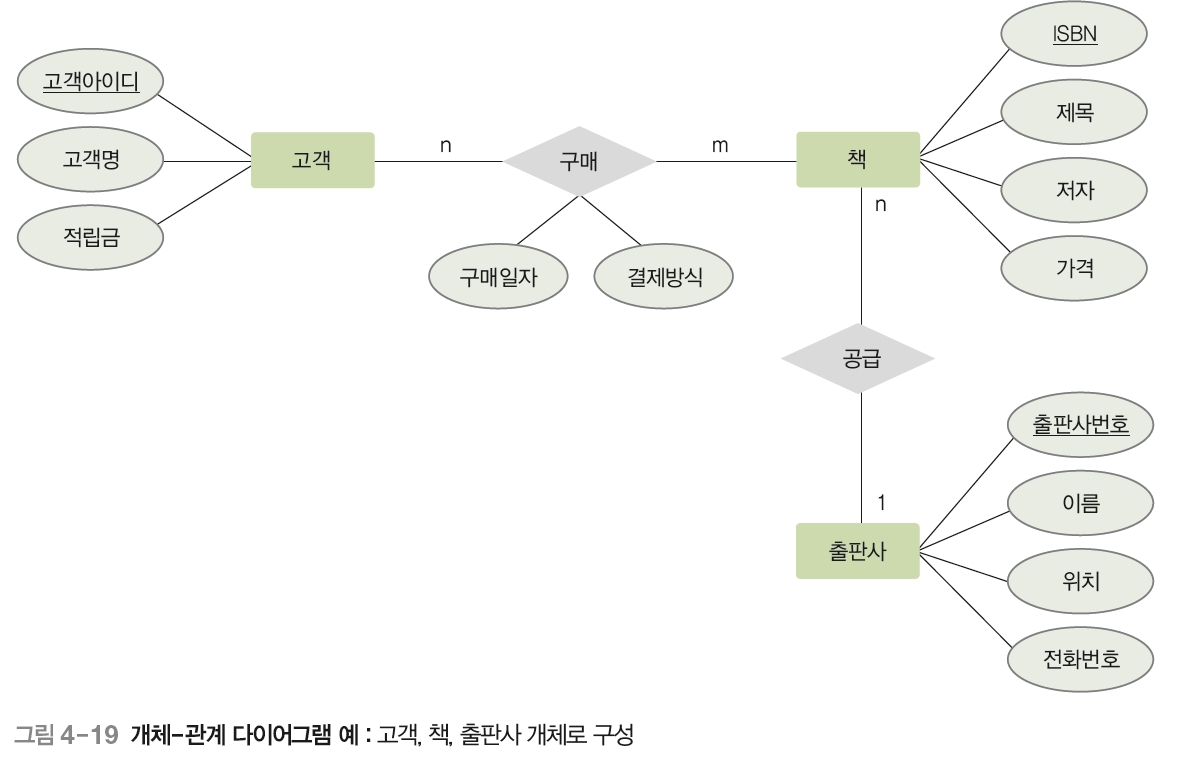 고객아이디
고객명
적립금
고객
n
구매
m
구매일자
결제방식
책
n
ISBN
제목
저자
가격
공급
1
출판사
출판사번호
이름
위치
전화번호
그림 4-19 개체-관계 다이어그램 예 : 고객, 책, 출판사 개체로 구성